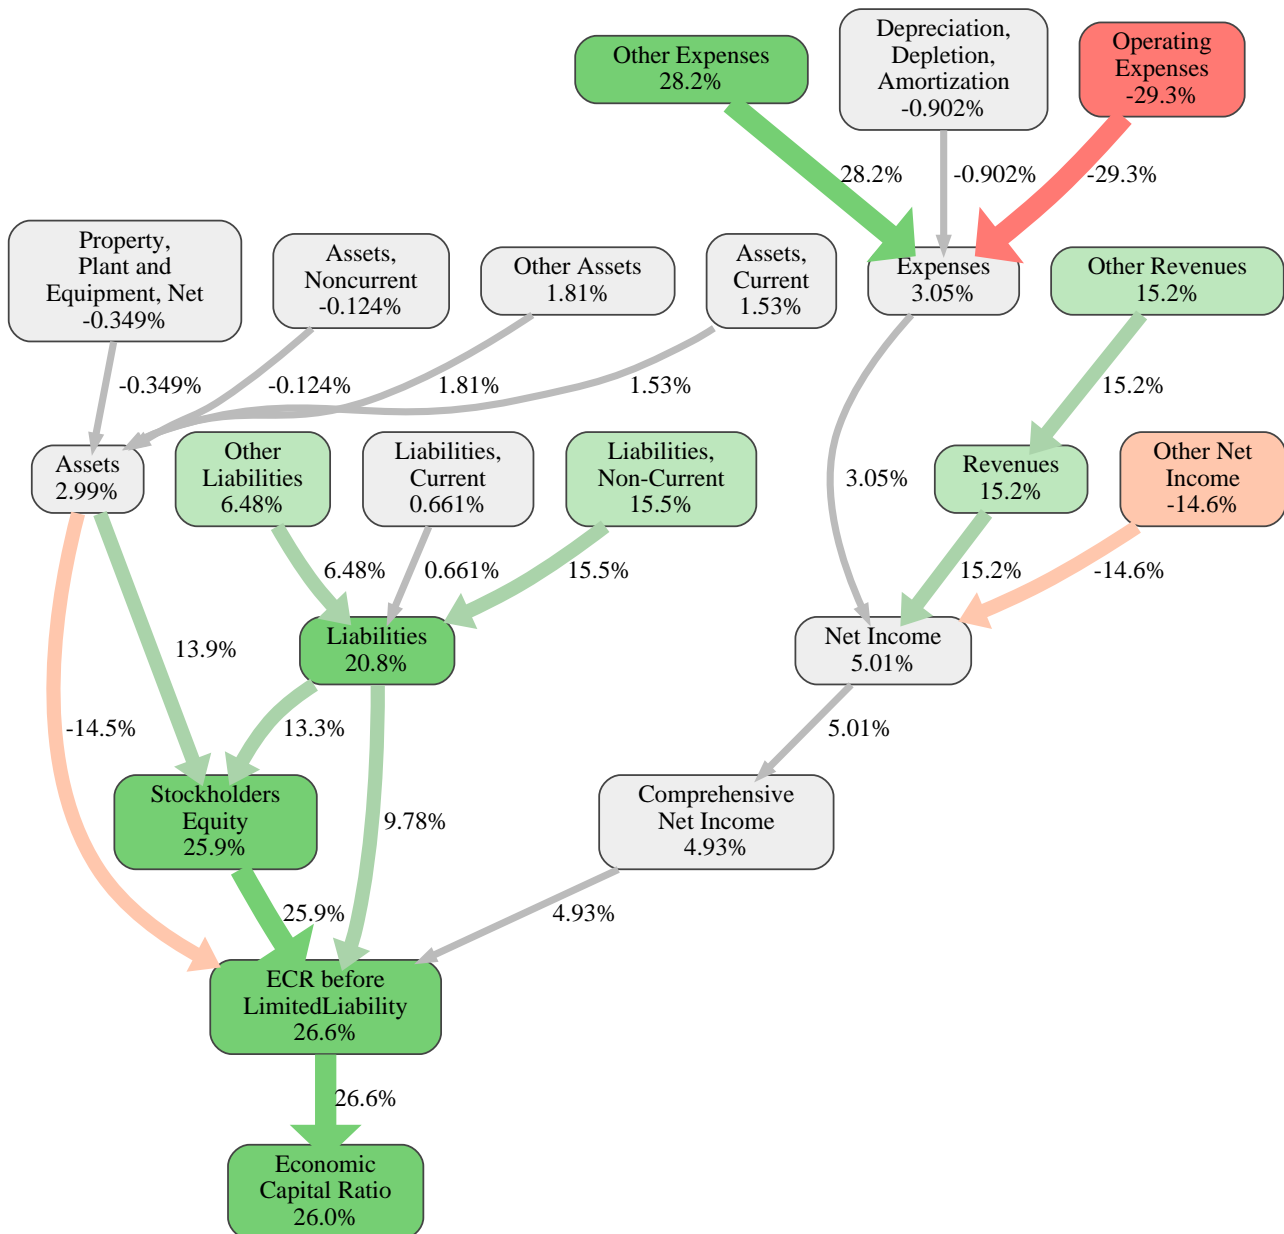 Other Expenses
28.2%
Depreciation,
Depletion,
Amortization
-0.902%
Operating
Expenses
-29.3%
28.2%
-0.902%
-29.3%
Property,
Plant and
Equipment, Net
-0.349%
Assets,
Noncurrent
-0.124%
Other Assets
1.81%
Assets,
Current
1.53%
Expenses
3.05%
Other Revenues
15.2%
-0.349%
-0.124%
1.81%
1.53%
15.2%
Assets
2.99%
Other
Liabilities
6.48%
Liabilities,
Current
0.661%
Liabilities,
Non-Current
15.5%
3.05%
Revenues
15.2%
Other Net
Income
-14.6%
6.48%
0.661%
15.5%
15.2%
-14.6%
13.9%
Liabilities
20.8%
Net Income
5.01%
-14.5%
13.3%
5.01%
Stockholders
Equity
25.9%
9.78%
Comprehensive
Net Income
4.93%
25.9%
4.93%
ECR before
LimitedLiability
26.6%
26.6%
Economic
Capital Ratio
26.0%